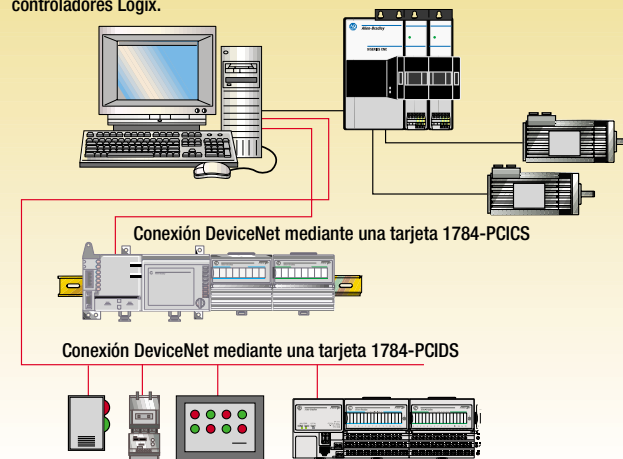 controladores Logix.
Allen-Bradley
Conexión DeviceNet mediante una tarjeta 1784-PCICS
Conexión DeviceNet mediante una tarjeta 1784-PCIDS